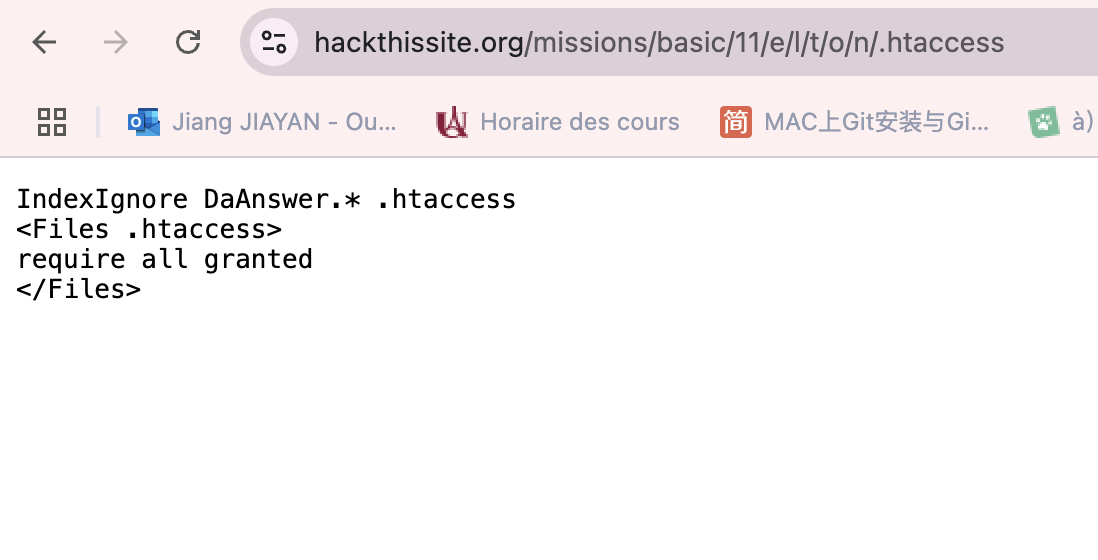 hackthissite.org/missions/basic/11/e/l/t/o/n/.htaccess
Jiang JIAYAN - Ou... Horaire des cours 简 MAC上Git安装与Gi... à)
IndexIgnore DaAnswer.* .htaccess
<Files .htaccess>
require all granted
</Files>